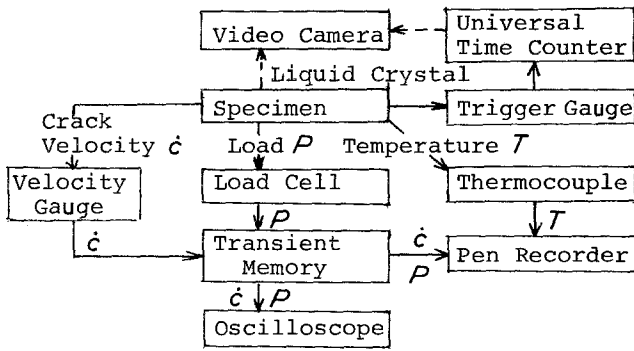 Video Camera
Universal
Time Counter
Liquid Crystal
Specimen
Trigger Gauge
Crack
Velocity ċ
Load P
Temperature T
Velocity
Gauge
Load Cell
Thermocouple
P
T
ċ
Transient
Memory
ċ
P
Pen Recorder
ċ P
Oscilloscope